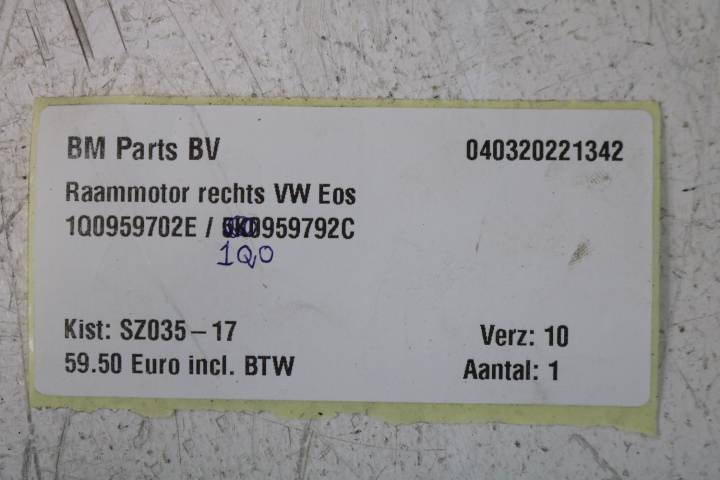 BM Parts BV 040320221342
Raammotor rechts VW Eos
1Q0959702E / 5K0959792C
1Q0
Kist: SZ035-17 Verz: 10
59.50 Euro incl. BTW Aantal: 1